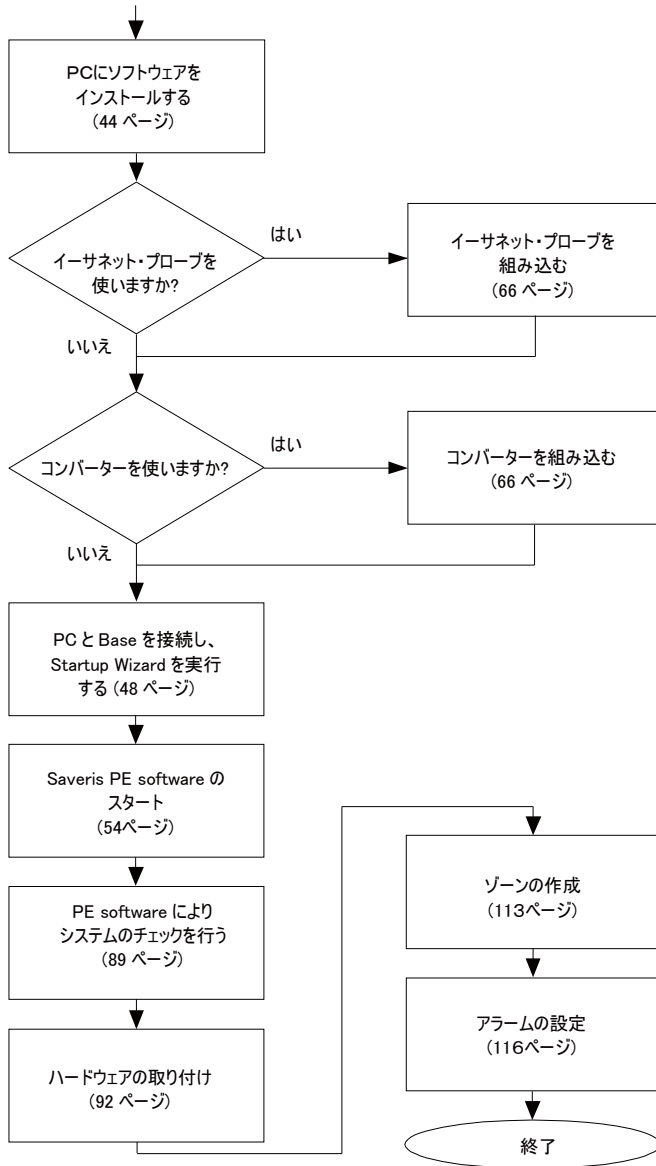 PCにソフトウェアを
インストールする
(44 ページ)
イーサネット・プローブを
使いますか?
はい
イーサネット・プローブを
組み込む
(66 ページ)
いいえ
コンバーターを使いますか?
はい
コンバーターを組み込む
(66 ページ)
いいえ
PC と Base を接続し、
Startup Wizard を実行
する (48 ページ)
Saveris PE software の
スタート
(54ページ)
PE software により
システムのチェックを行う
(89 ページ)
ハードウェアの取り付け
(92 ページ)
ゾーンの作成
(113ページ)
アラームの設定
(116ページ)
終了